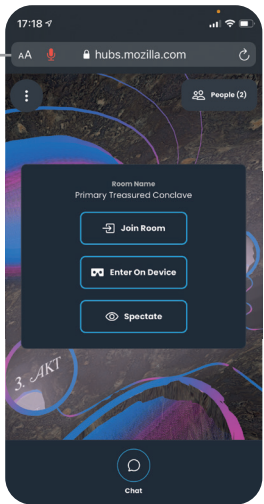 17:18
AA hubs.mozilla.com
People (2)
Room Name
Primary Treasured Conclave
Join Room
Enter On Device
Spectate
3. AKT
Chat